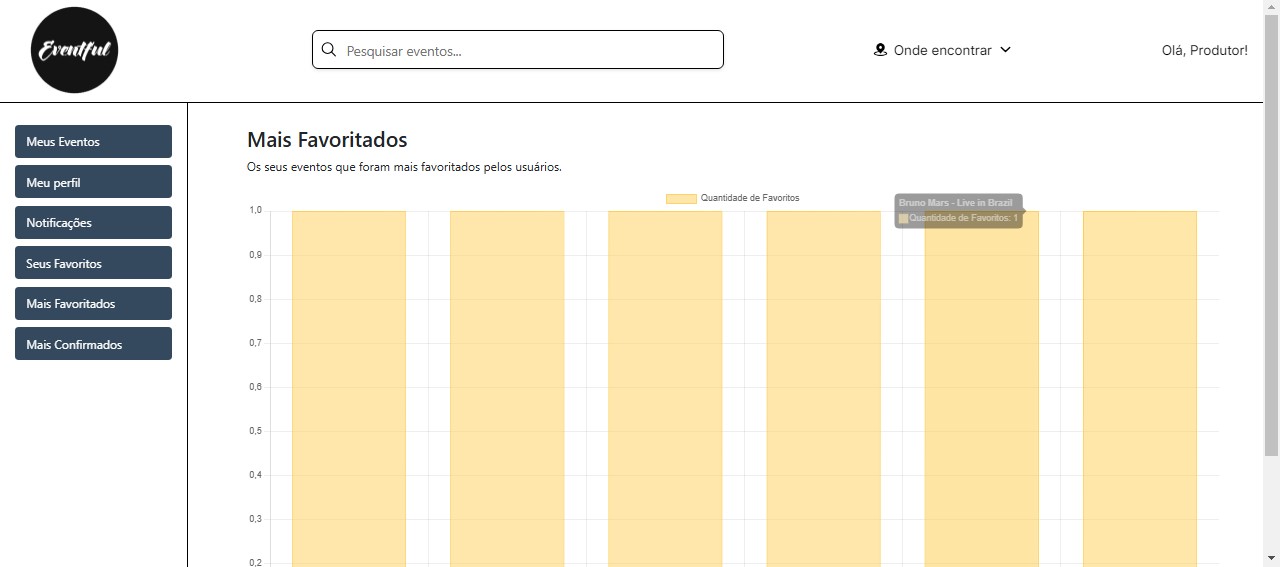 Eventful
Pesquisar eventos...
Onde encontrar
Olá, Produtor!
Meus Eventos
Meu perfil
Notificações
Seus Favoritos
Mais Favoritados
Mais Confirmados
Mais Favoritados
Os seus eventos que foram mais favoritados pelos usuários.
Quantidade de Favoritos
Bruno Mars - Live in Brazil
Quantidade de Favoritos: 1
1,0
0,9
0,8
0,7
0,6
0,5
0,4
0,3
0,2